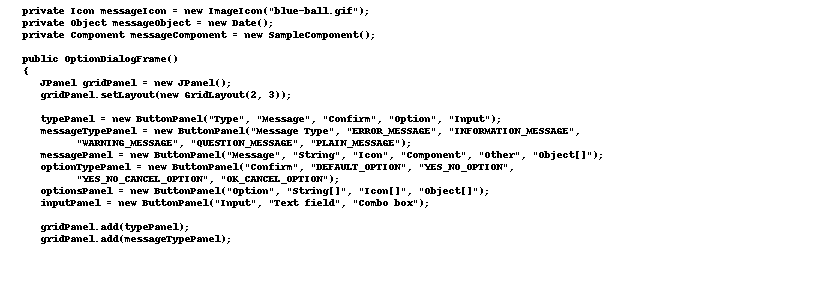 private Icon messageIcon = new ImageIcon("blue-ball.gif");
private Object messageObject = new Date();
private Component messageComponent = new SampleComponent();
public OptionDialogFrame()
{
JPanel gridPanel = new JPanel();
gridPanel.setLayout(new GridLayout(2, 3));
typePanel = new ButtonPanel("Type", "Message", "Confirm", "Option", "Input");
messageTypePanel = new ButtonPanel("Message Type", "ERROR_MESSAGE", "INFORMATION_MESSAGE",
"WARNING_MESSAGE", "QUESTION_MESSAGE", "PLAIN_MESSAGE");
messagePanel = new ButtonPanel("Message", "String", "Icon", "Component", "Other", "Object[]");
optionTypePanel = new ButtonPanel("Confirm", "DEFAULT_OPTION", "YES_NO_OPTION",
"YES_NO_CANCEL_OPTION", "OK_CANCEL_OPTION");
optionsPanel = new ButtonPanel("Option", "String[]", "Icon[]", "Object[]");
inputPanel = new ButtonPanel("Input", "Text field", "Combo box");
gridPanel.add(typePanel);
gridPanel.add(messageTypePanel);